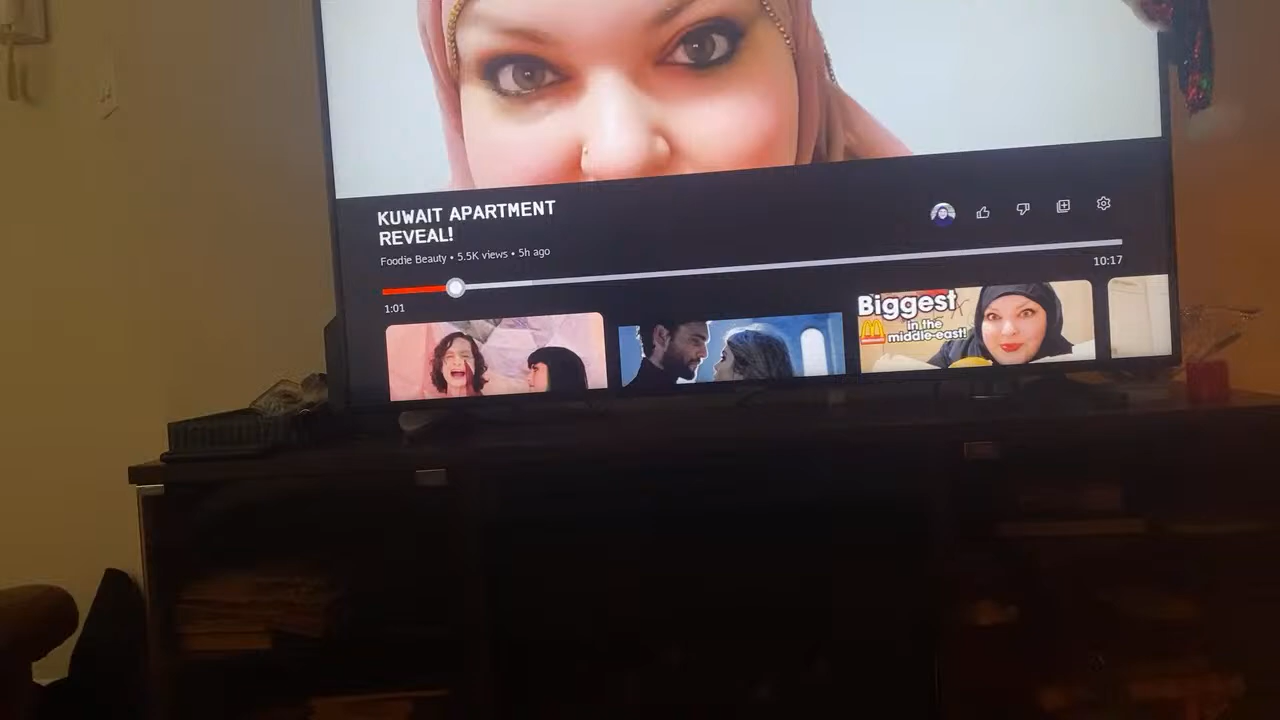 KUWAIT APARTMENT
REVEAL!
Foodie Beauty • 5.5K views • 5h ago
1:01
10:17
Biggest
in the
middle-east!